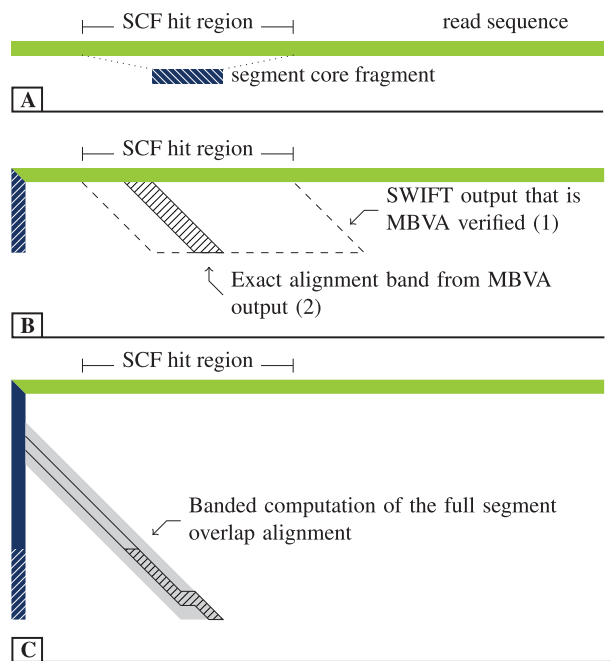 SCF hit region
read sequence
segment core fragment
A
SCF hit region
SWIFT output that is
MBVA verified (1)
Exact alignment band from MBVA
output (2)
B
SCF hit region
Banded computation of the full segment
overlap alignment
C